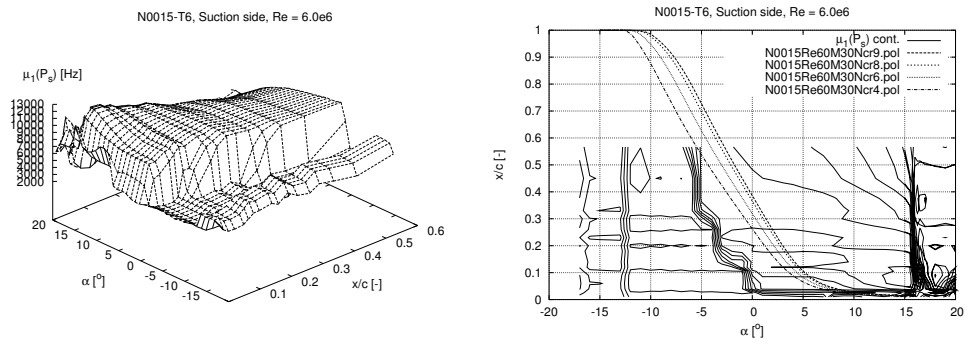 N0015-T6, Suction side, Re = 6.0e6
μ1(Ps) [Hz]
13000
12000
11000
10000
9000
8000
7000
6000
5000
4000
3000
2000
20
15
10
5
0
-5
-10
-15
α [o]
0.1
0.2
0.3
0.4
0.5
0.6
x/c [-]
N0015-T6, Suction side, Re = 6.0e6
μ1(Ps) cont.
N0015Re60M30Ncr9.pol
N0015Re60M30Ncr8.pol
N0015Re60M30Ncr6.pol
N0015Re60M30Ncr4.pol
1
0.9
0.8
0.7
0.6
0.5
0.4
0.3
0.2
0.1
0
x/c [-]
-20 -15 -10 -5 0 5 10 15 20
α [o]